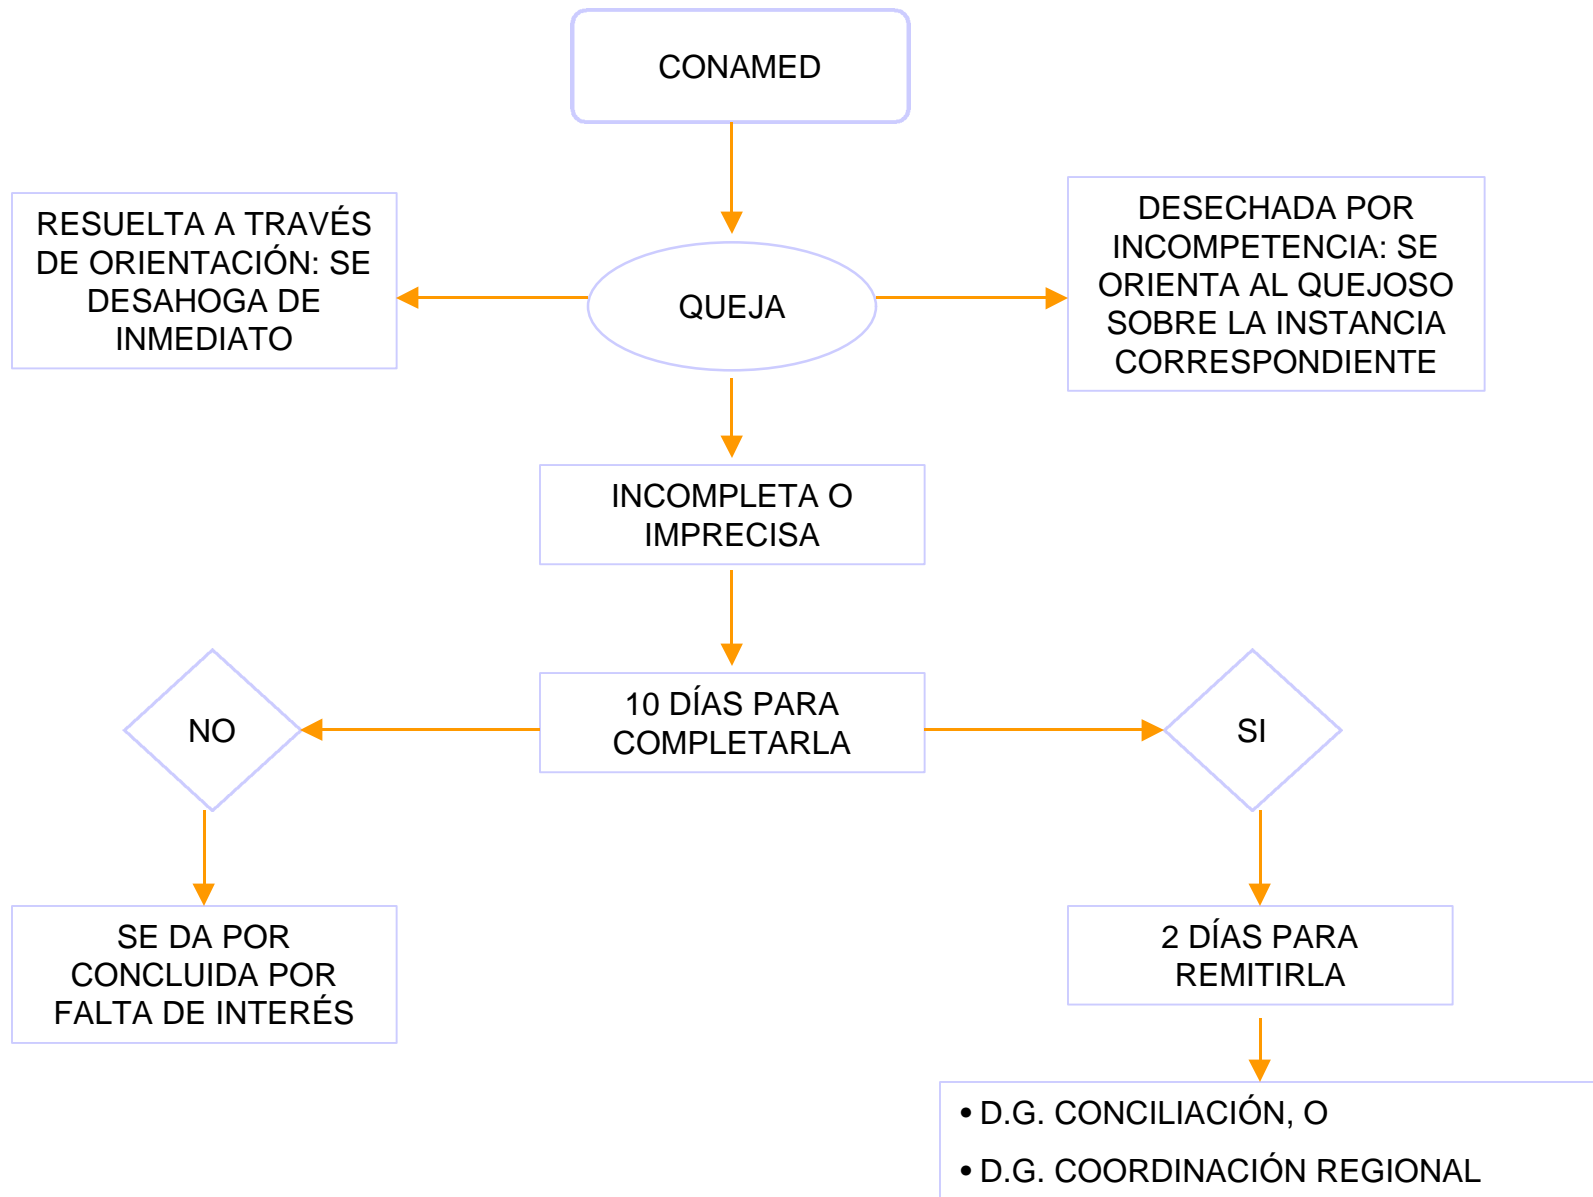 CONAMED
RESUELTA A TRAVÉS
DE ORIENTACIÓN: SE
DESAHOGA DE
INMEDIATO
QUEJA
DESECHADA POR
INCOMPETENCIA: SE
ORIENTA AL QUEJOSO
SOBRE LA INSTANCIA
CORRESPONDIENTE
INCOMPLETA O
IMPRECISA
NO
10 DÍAS PARA
COMPLETARLA
SI
SE DA POR
CONCLUIDA POR
FALTA DE INTERÉS
2 DÍAS PARA
REMITIRLA
• D.G. CONCILIACIÓN, O
• D.G. COORDINACIÓN REGIONAL